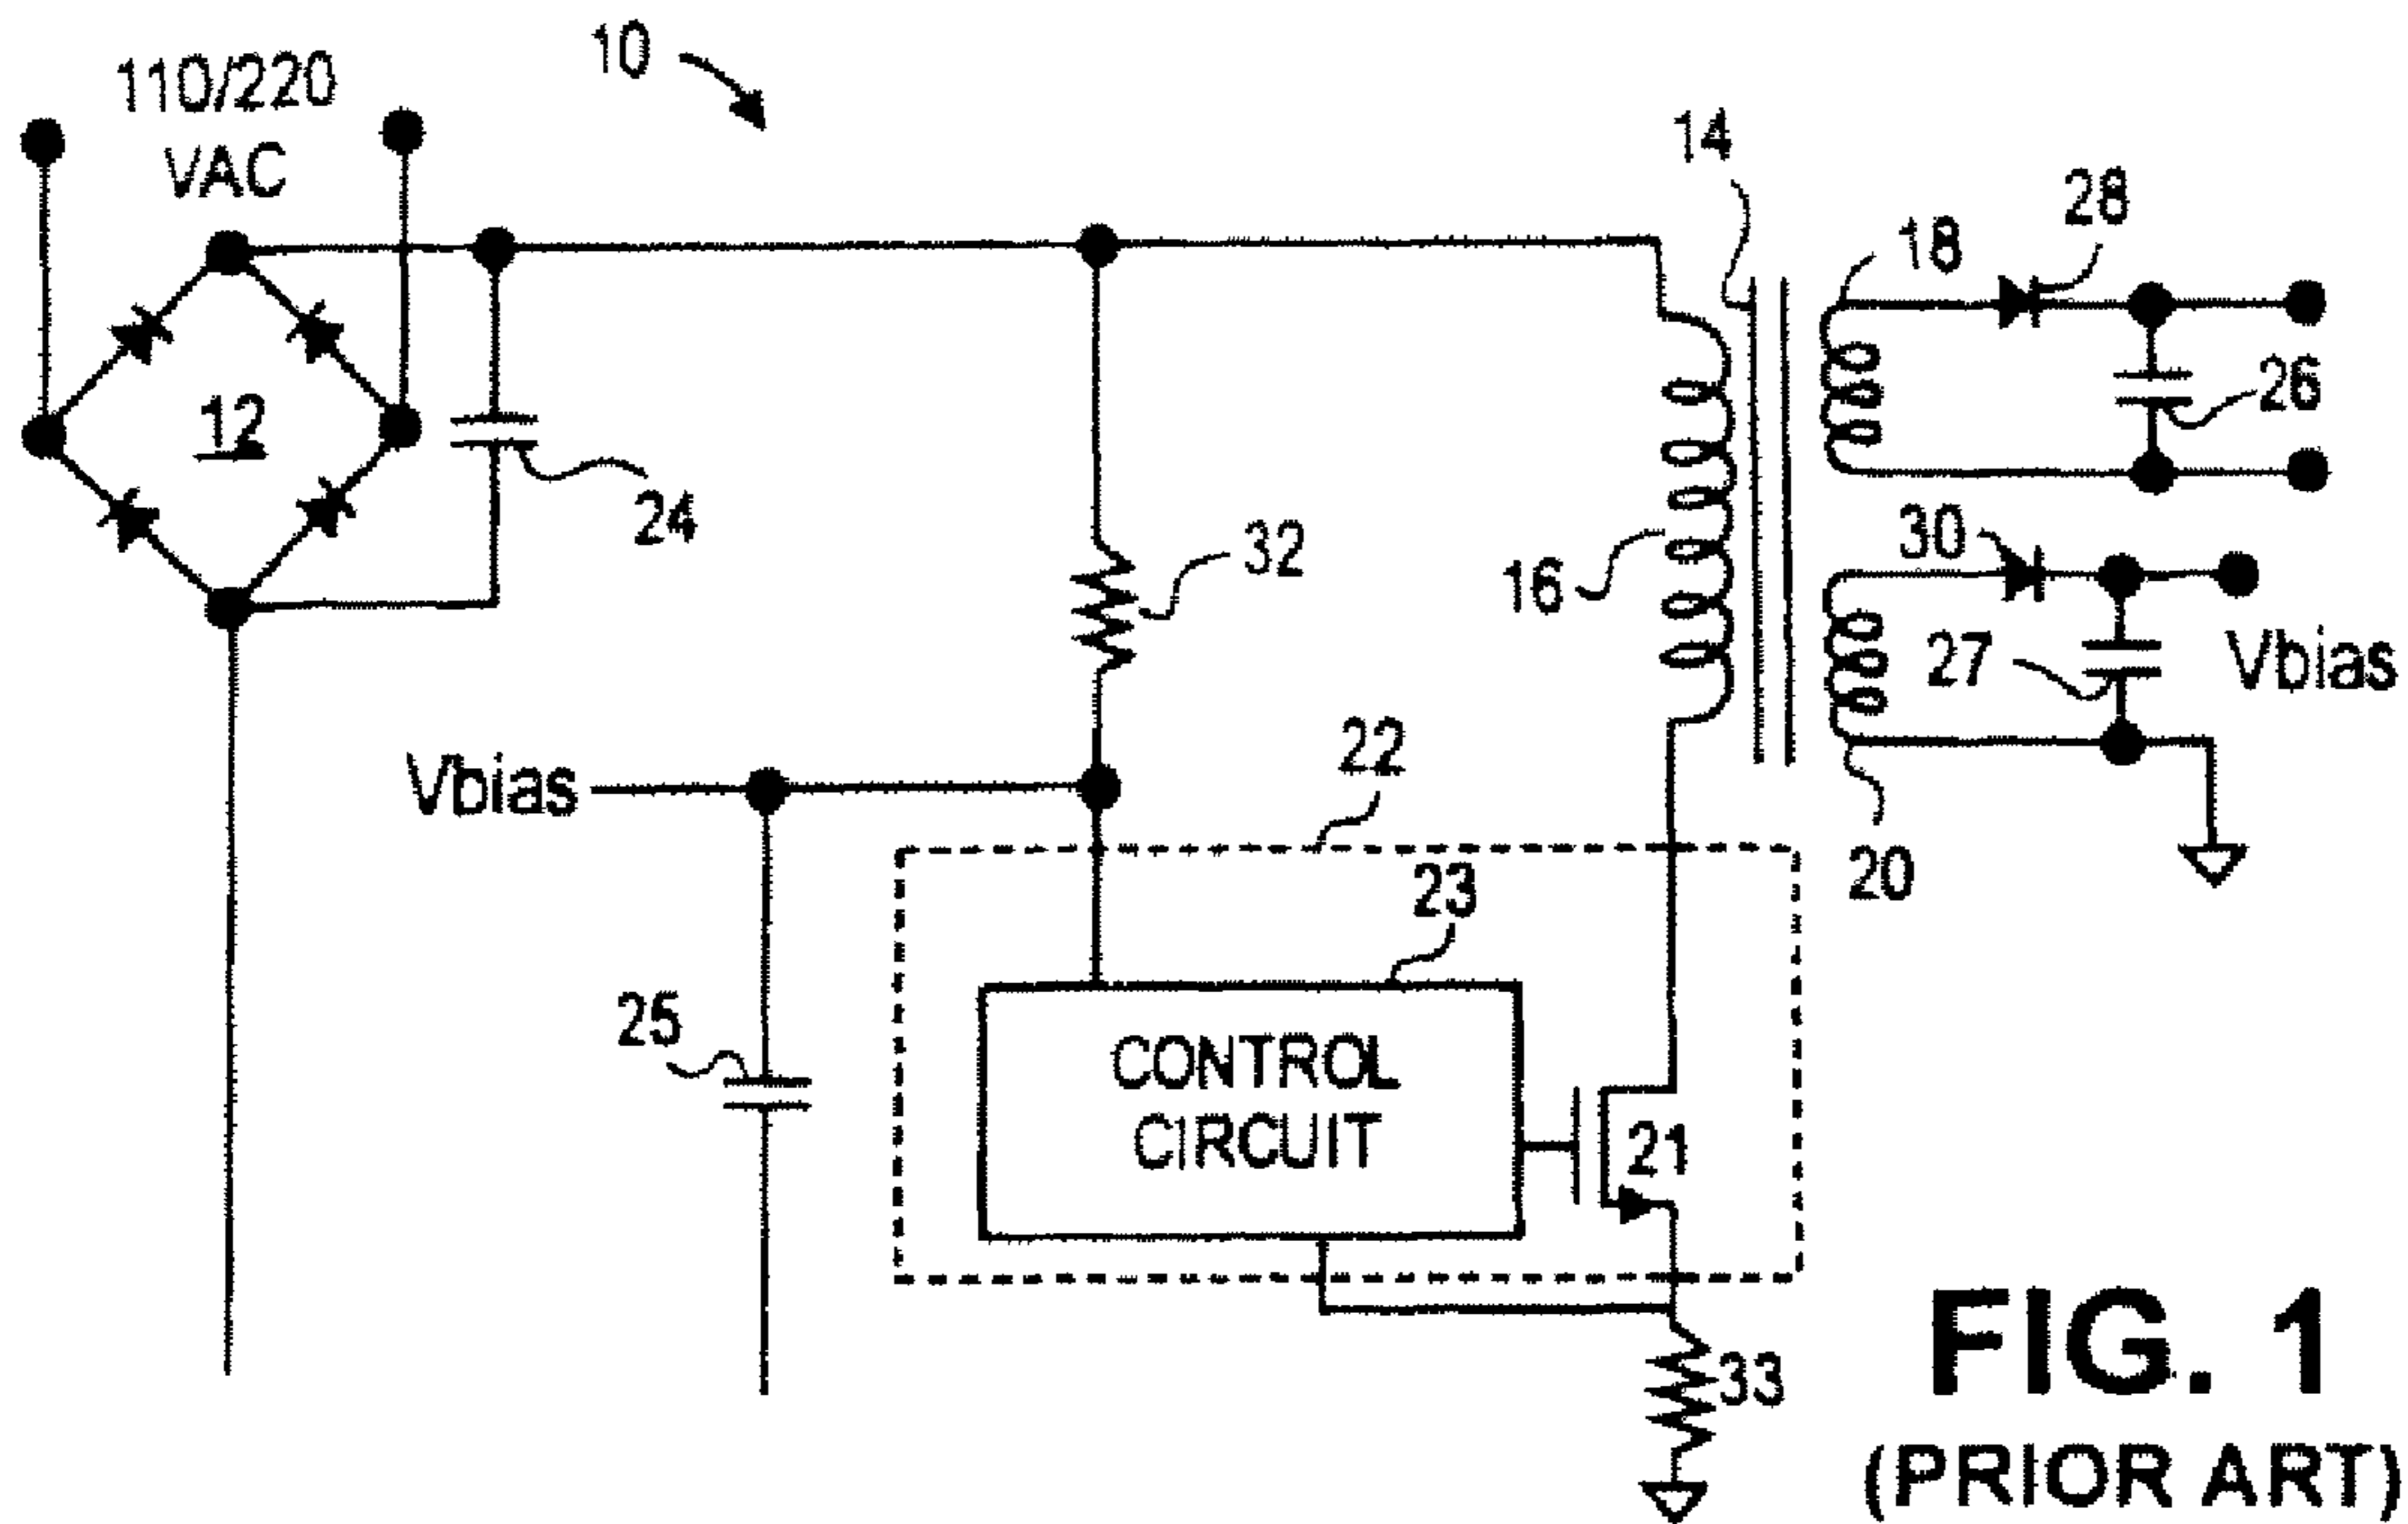 10
110/220
VAC
14
28
18
12
24
26
32
30
16
27
Vbias
22
Vbias
20
23
25
CONTROL
CIRCUIT
21
33
FIG. 1
(PRIOR ART)